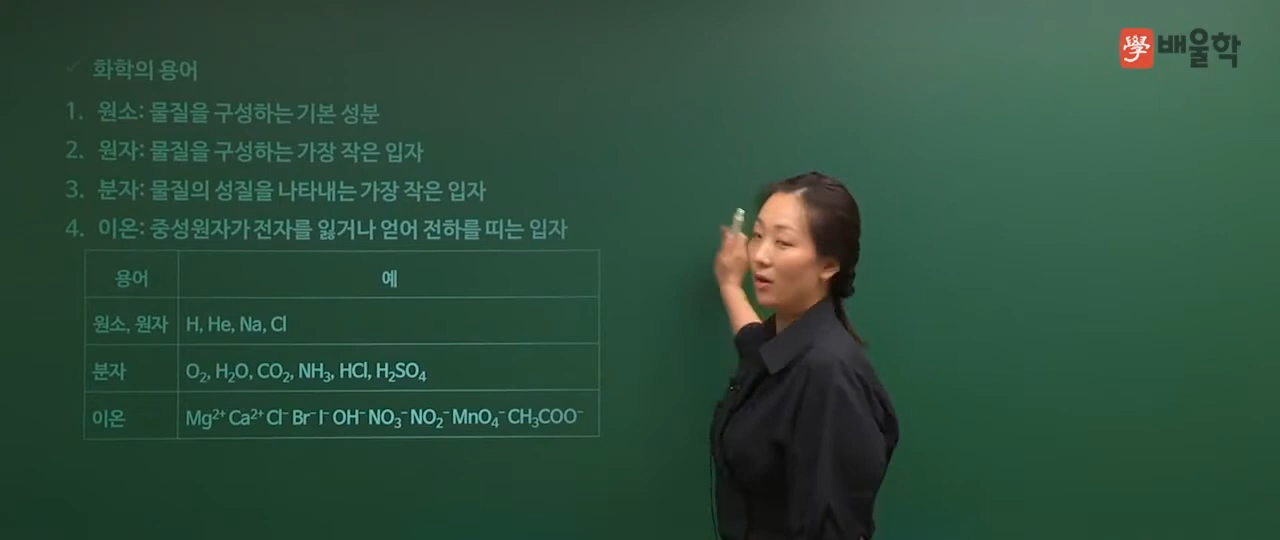 學 배울학
✓ 화학의 용어
1. 원소: 물질을 구성하는 기본 성분
2. 원자: 물질을 구성하는 가장 작은 입자
3. 분자: 물질의 성질을 나타내는 가장 작은 입자
4. 이온: 중성원자가 전자를 잃거나 얻어 전하를 띠는 입자
용어 예
원소, 원자 H, He, Na, Cl
분자 O₂, H₂O, CO₂, NH₃, HCl, H₂SO₄
이온 Mg²⁺ Ca²⁺ Cl⁻ Br⁻ I⁻ OH⁻ NO₃⁻ NO₂⁻ MnO₄⁻ CH₃COO⁻